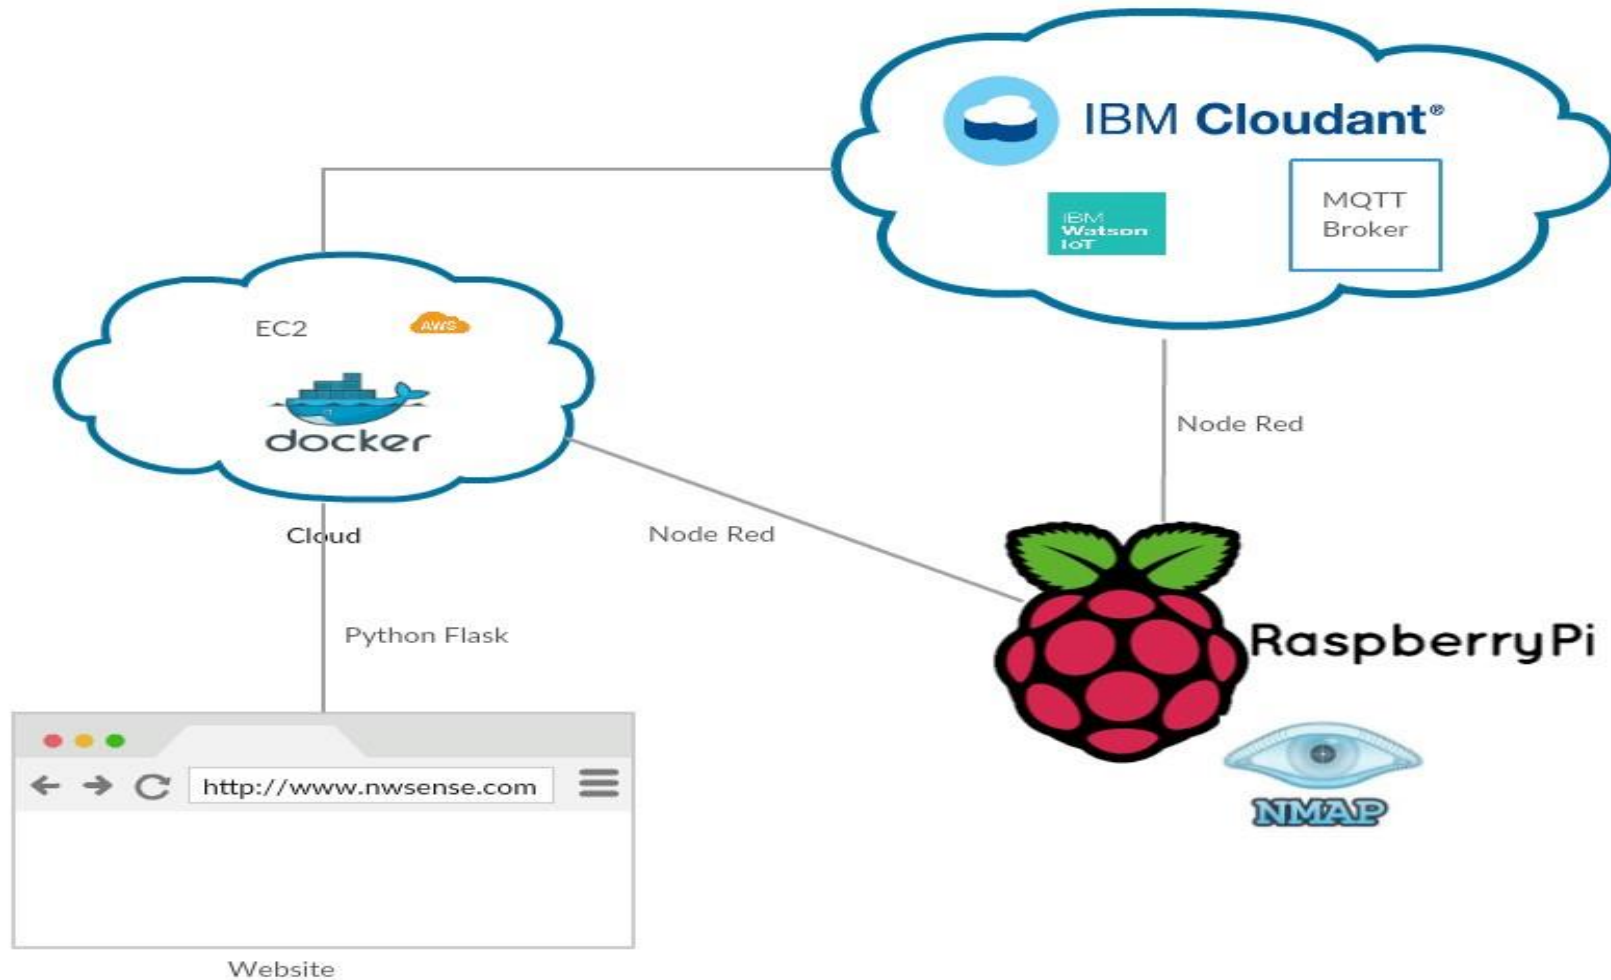 IBM Cloudant®
IBM
Watson
IoT
MQTT
Broker
EC2
AWS
docker
Cloud
Node Red
Node Red
Python Flask
RaspberryPi
NMAP
http://www.nwsense.com
Website